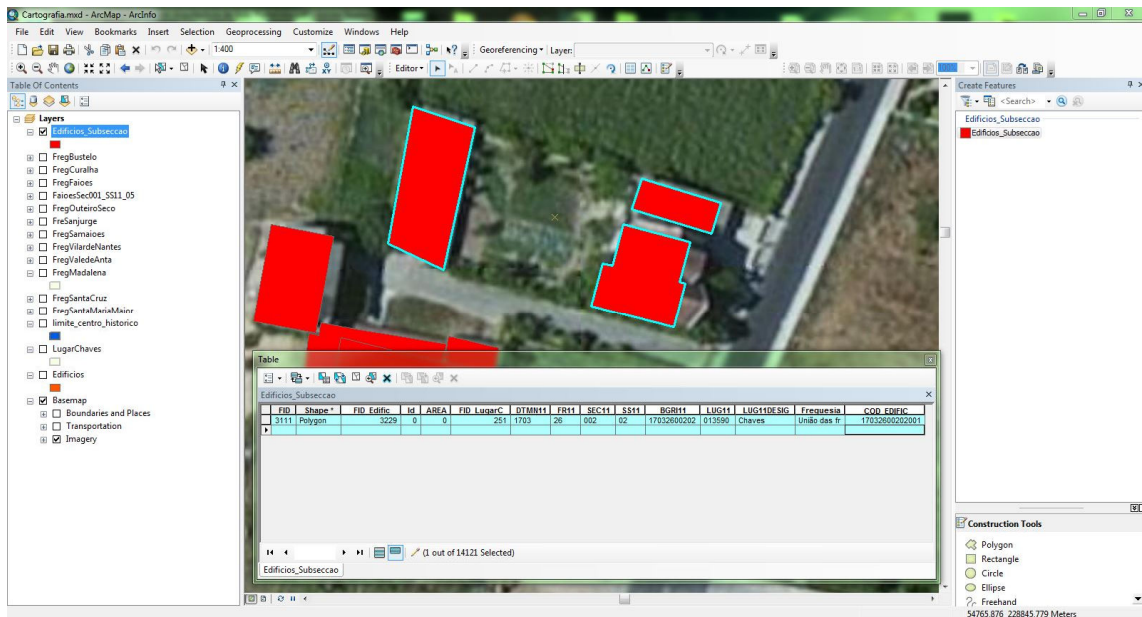 Cartografia.mxd - ArcMap - ArcInfo
File Edit View Bookmarks Insert Selection Geoprocessing Customize Windows Help
1:400 Georeferencing Layer:
Editor
Table Of Contents
Layers
Edificios_Subseccao
FregBustelo
FregCuralha
FregFaioes
FaioesSec001_SS11_05
FregOuteiroSeco
FreSanjurge
FregSamaioes
FregVilardeNantes
FregValedeAnta
FregMadalena
FregSantaCruz
FregSantaMariaMaior
limite_centro_historico
LugarChaves
Edificios
Basemap
Boundaries and Places
Transportation
Imagery
Table
Edificios_Subseccao
FID Shape * FID_Edific Id AREA FID_LugarC DTMN11 FR11 SEC11 SS11 BGRI11 LUG11 LUG11DESIG Freguesia COD_EDIFIC
3111 Polygon 3229 0 0 251 1703 26 002 02 17032600202 013590 Chaves União das fr 17032600202001
(1 out of 14121 Selected)
Edificios_Subseccao
Create Features
<Search>
Edificios_Subseccao
Edificios_Subseccao
Construction Tools
Polygon
Rectangle
Circle
Ellipse
Freehand
54765.876 228845.779 Meters